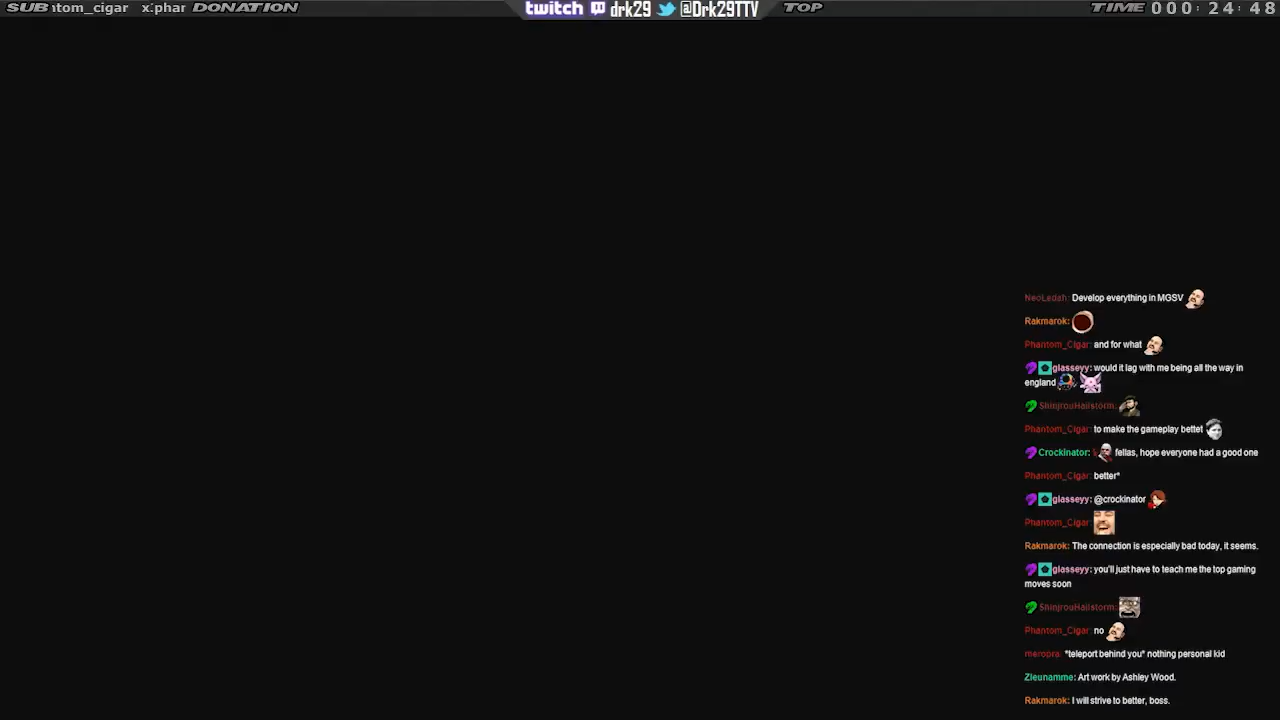 SUB tom_cigar x:phar DONATION twitch drk29 @Drk29TTV TOP TIME 000: 24: 48
NeoLedah: Develop everything in MGSV
Rakmarok:
Phantom_Cigar: and for what
glasseyy: would it lag with me being all the way in
england
ShinjrouHailstorm:
Phantom_Cigar: to make the gameplay bettet
Crockinator: fellas, hope everyone had a good one
Phantom_Cigar: better*
glasseyy: @crockinator
Phantom_Cigar:
Rakmarok: The connection is especially bad today, it seems.
glasseyy: you'll just have to teach me the top gaming
moves soon
ShinjrouHailstorm:
Phantom_Cigar: no
meropra: *teleport behind you* nothing personal kid
Zieunamme: Art work by Ashley Wood.
Rakmarok: I will strive to better, boss.